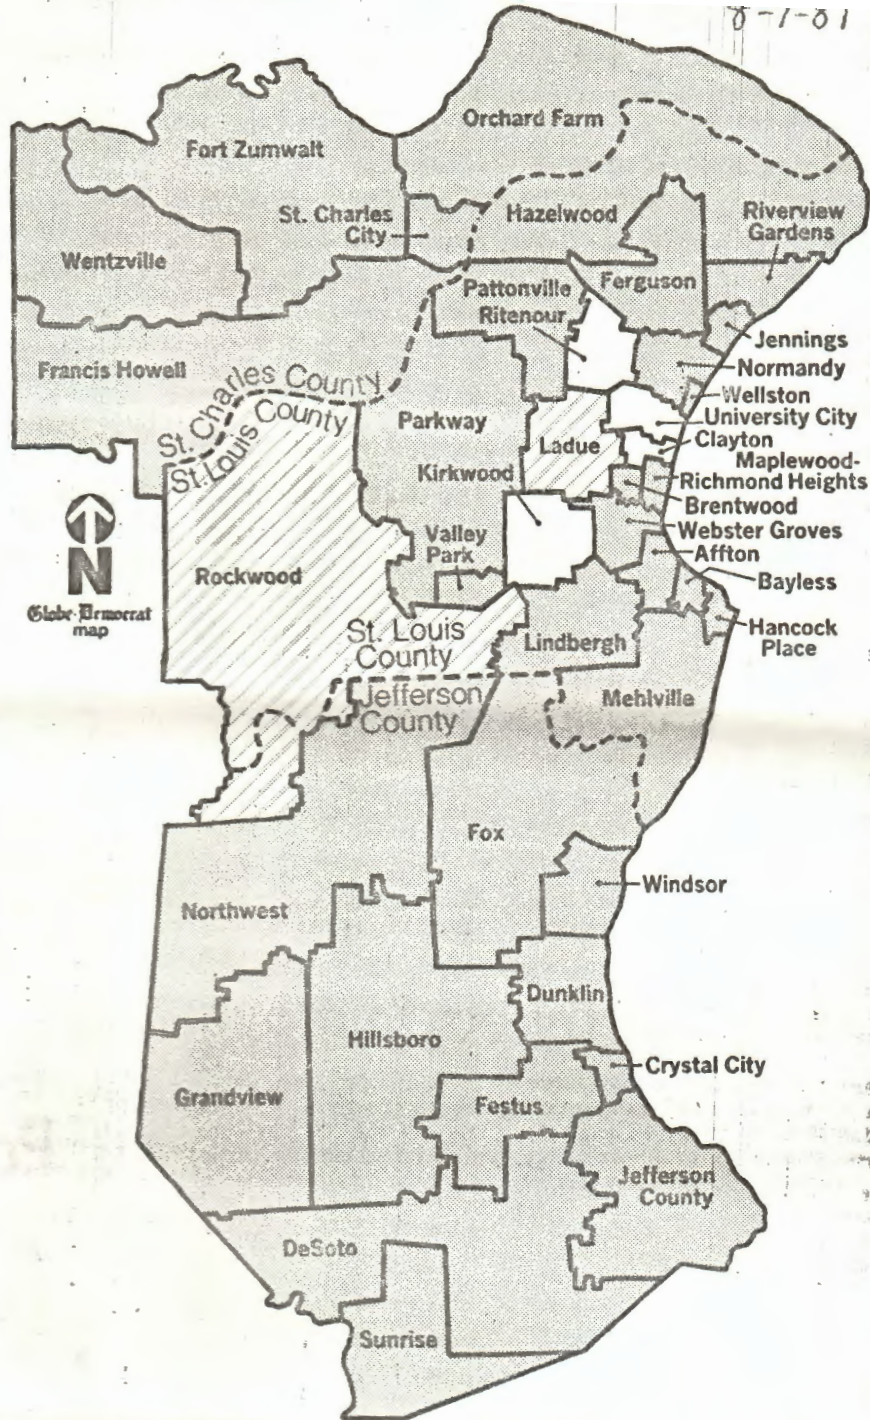 8-7-81
Orchard Farm
Fort Zumwalt
St. Charles
City
Hazelwood
Riverview
Gardens
Wentzville
Pattonville
Ferguson
Ritenour
Jennings
Francis Howell
Normandy
St. Charles County
St. Louis County
Wellston
Parkway
University City
Ladue
Clayton
Kirkwood
Maplewood-
Richmond Heights
Brentwood
Webster Groves
N
Valley
Park
Affton
Rockwood
Bayless
Globe-Democrat
map
St. Louis
County
Lindbergh
Hancock
Place
Jefferson
County
Mehlville
Fox
Windsor
Northwest
Dunklin
Hillsboro
Crystal City
Grandview
Festus
Jefferson
County
DeSoto
Sunrise